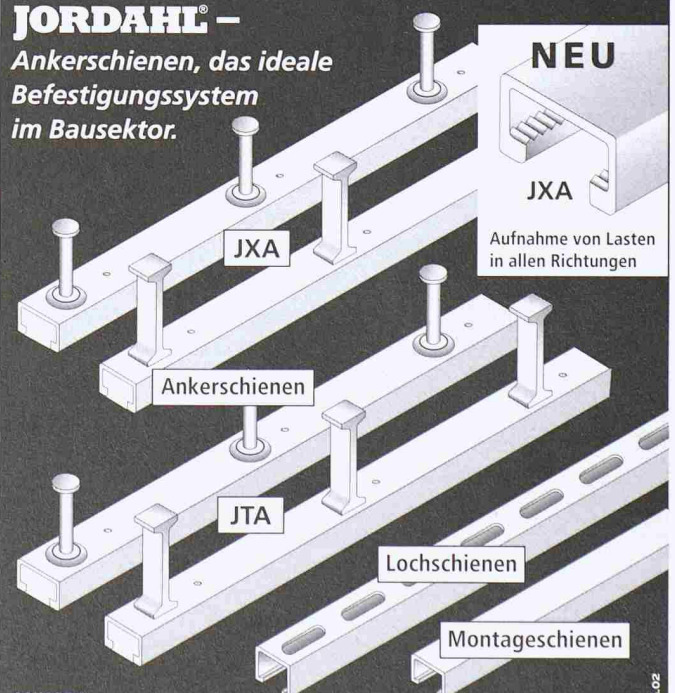 JORDAHL® –
Ankerschienen, das ideale
Befestigungssystem
im Bausektor.
NEU
JXA
Aufnahme von Lasten
in allen Richtungen
JXA
Ankerschienen
JTA
Lochschienen
Montageschienen
02